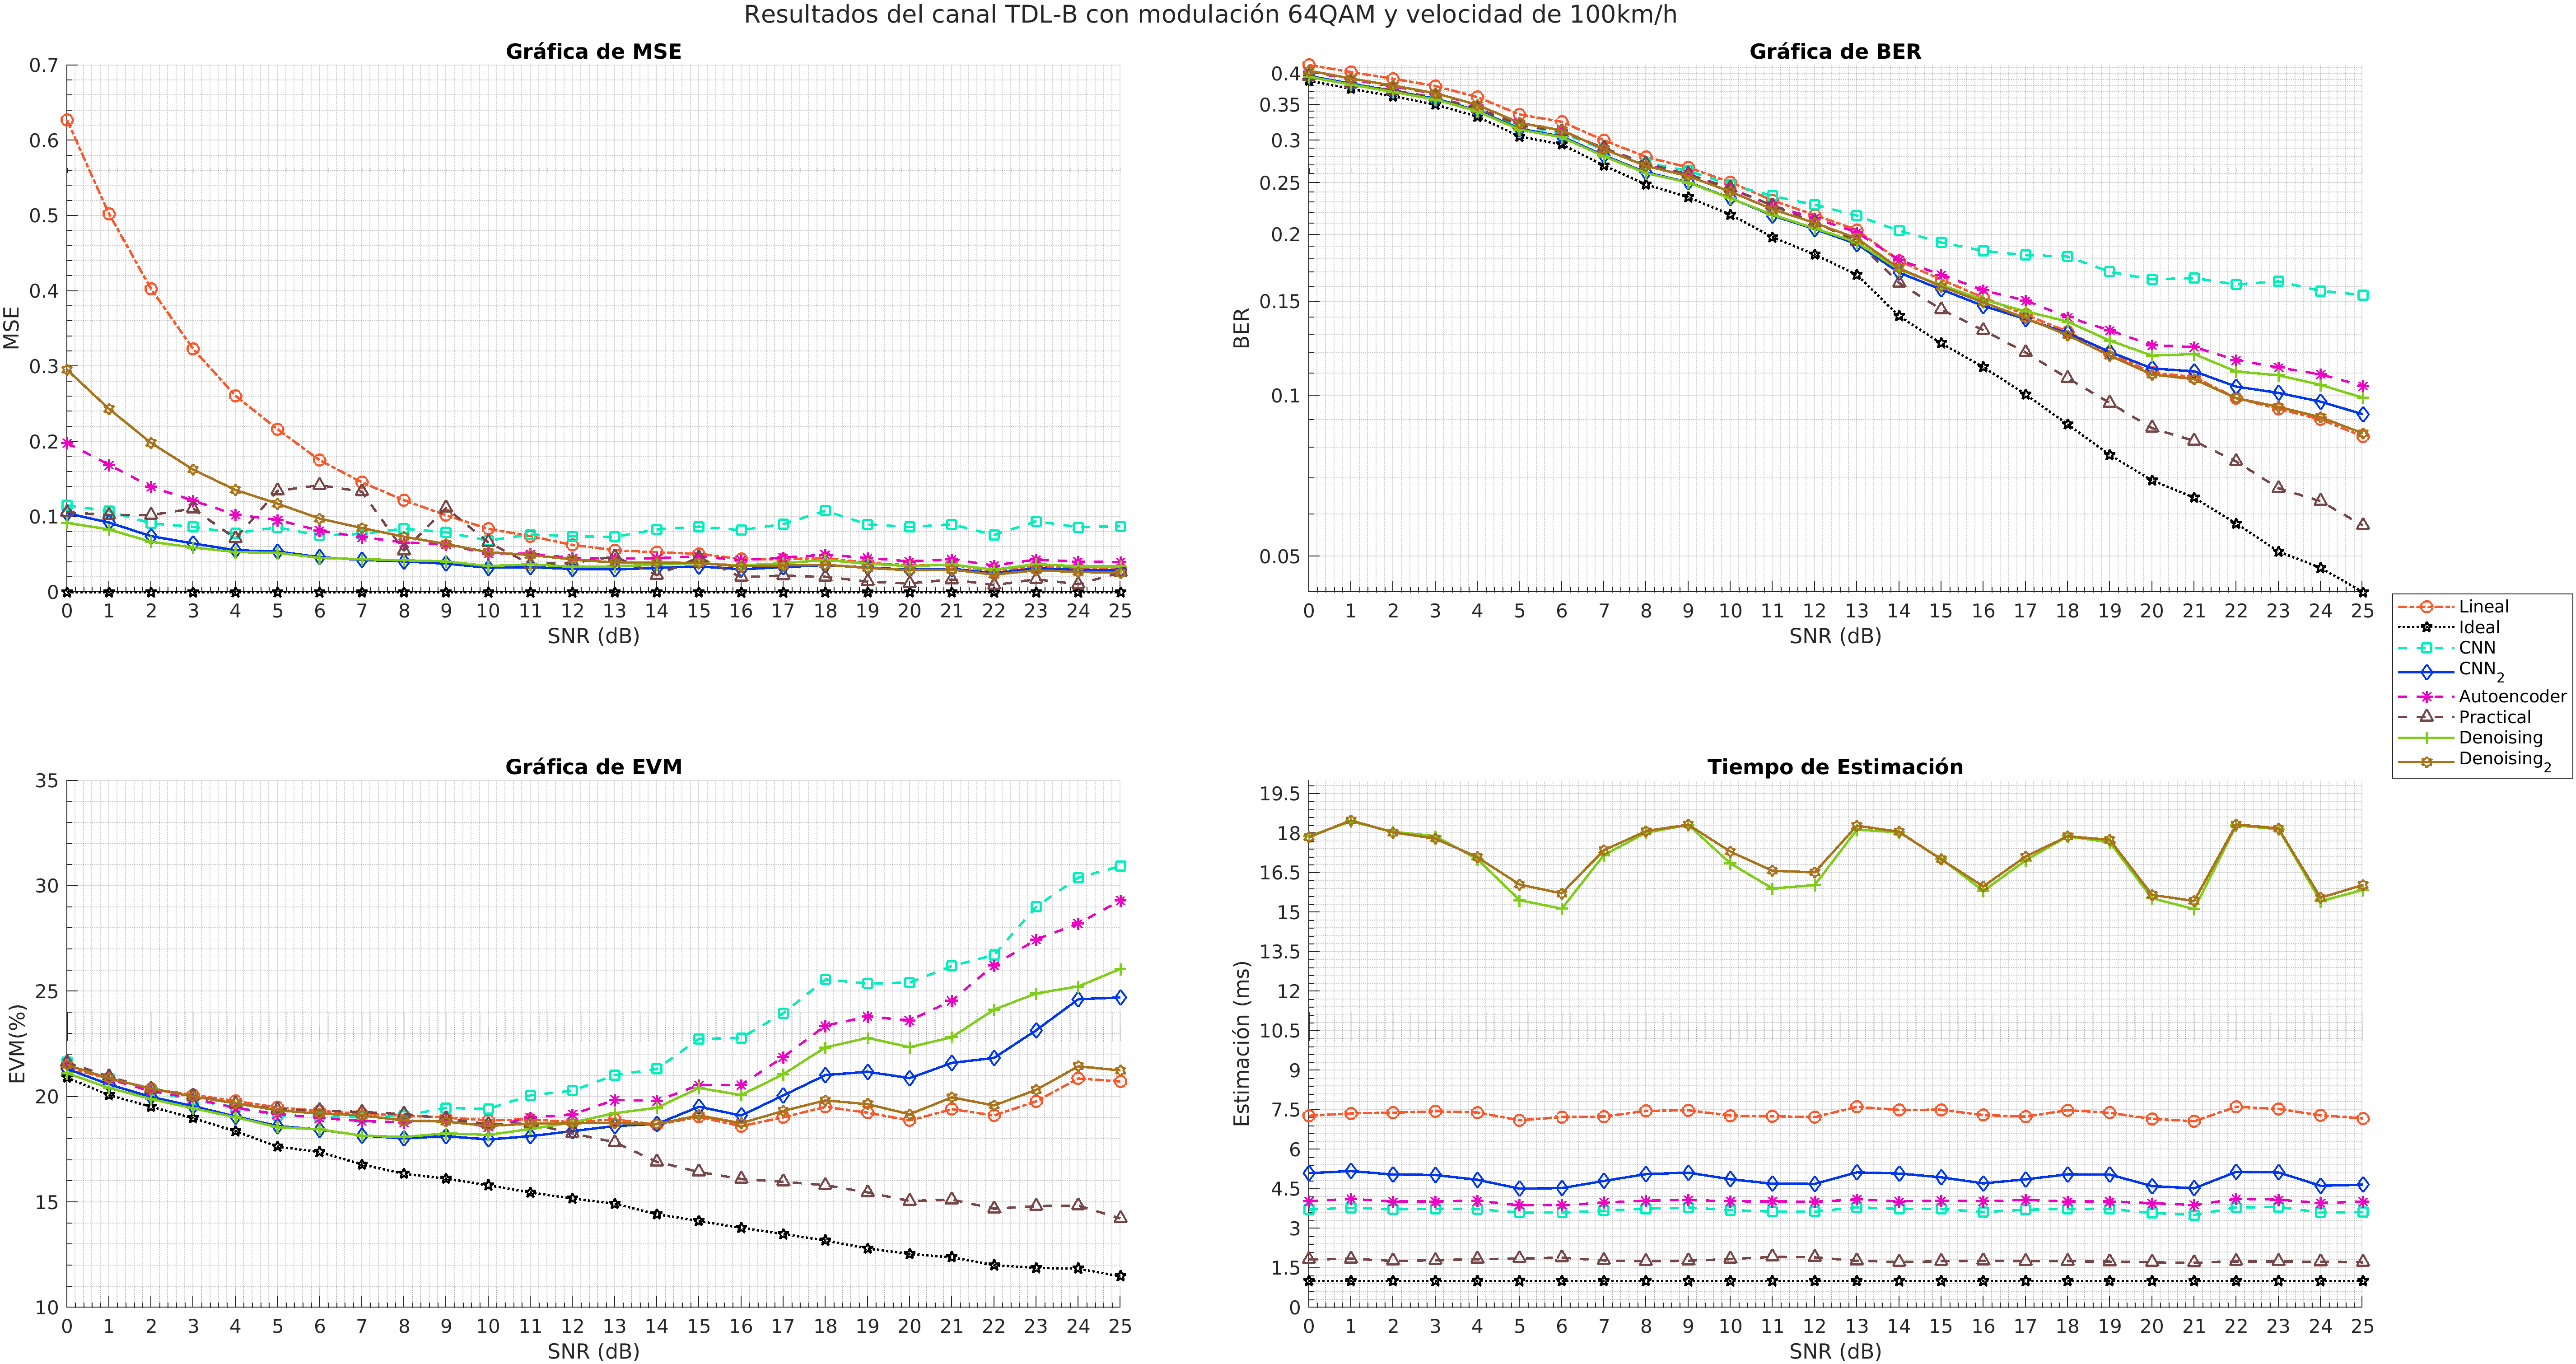 Resultados del canal TDL-B con modulación 64QAM y velocidad de 100km/h
Gráfica de MSE
0.7
0.6
0.5
0.4
0.3
0.2
0.1
0
MSE
0 1 2 3 4 5 6 7 8 9 10 11 12 13 14 15 16 17 18 19 20 21 22 23 24 25
SNR (dB)
Gráfica de BER
0.4
0.35
0.3
0.25
0.2
0.15
0.1
0.05
BER
0 1 2 3 4 5 6 7 8 9 10 11 12 13 14 15 16 17 18 19 20 21 22 23 24 25
SNR (dB)
Lineal
Ideal
CNN
CNN2
Autoencoder
Practical
Denoising
Denoising2
Gráfica de EVM
35
30
25
20
15
10
EVM(%)
0 1 2 3 4 5 6 7 8 9 10 11 12 13 14 15 16 17 18 19 20 21 22 23 24 25
SNR (dB)
Tiempo de Estimación
19.5
18
16.5
15
13.5
12
10.5
9
7.5
6
4.5
3
1.5
0
Estimación (ms)
0 1 2 3 4 5 6 7 8 9 10 11 12 13 14 15 16 17 18 19 20 21 22 23 24 25
SNR (dB)